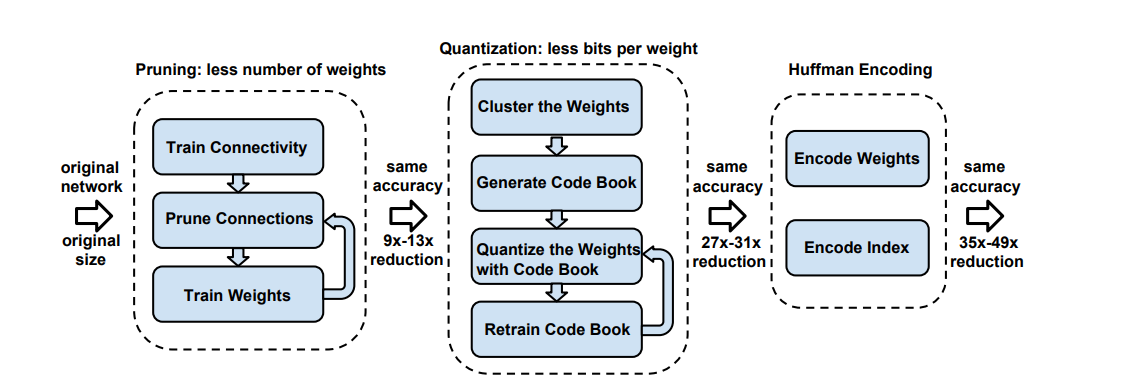 Pruning: less number of weights
Train Connectivity
Prune Connections
Train Weights
original
network
original
size
same
accuracy
9x-13x
reduction
Quantization: less bits per weight
Cluster the Weights
Generate Code Book
Quantize the Weights
with Code Book
Retrain Code Book
same
accuracy
27x-31x
reduction
Huffman Encoding
Encode Weights
Encode Index
same
accuracy
35x-49x
reduction